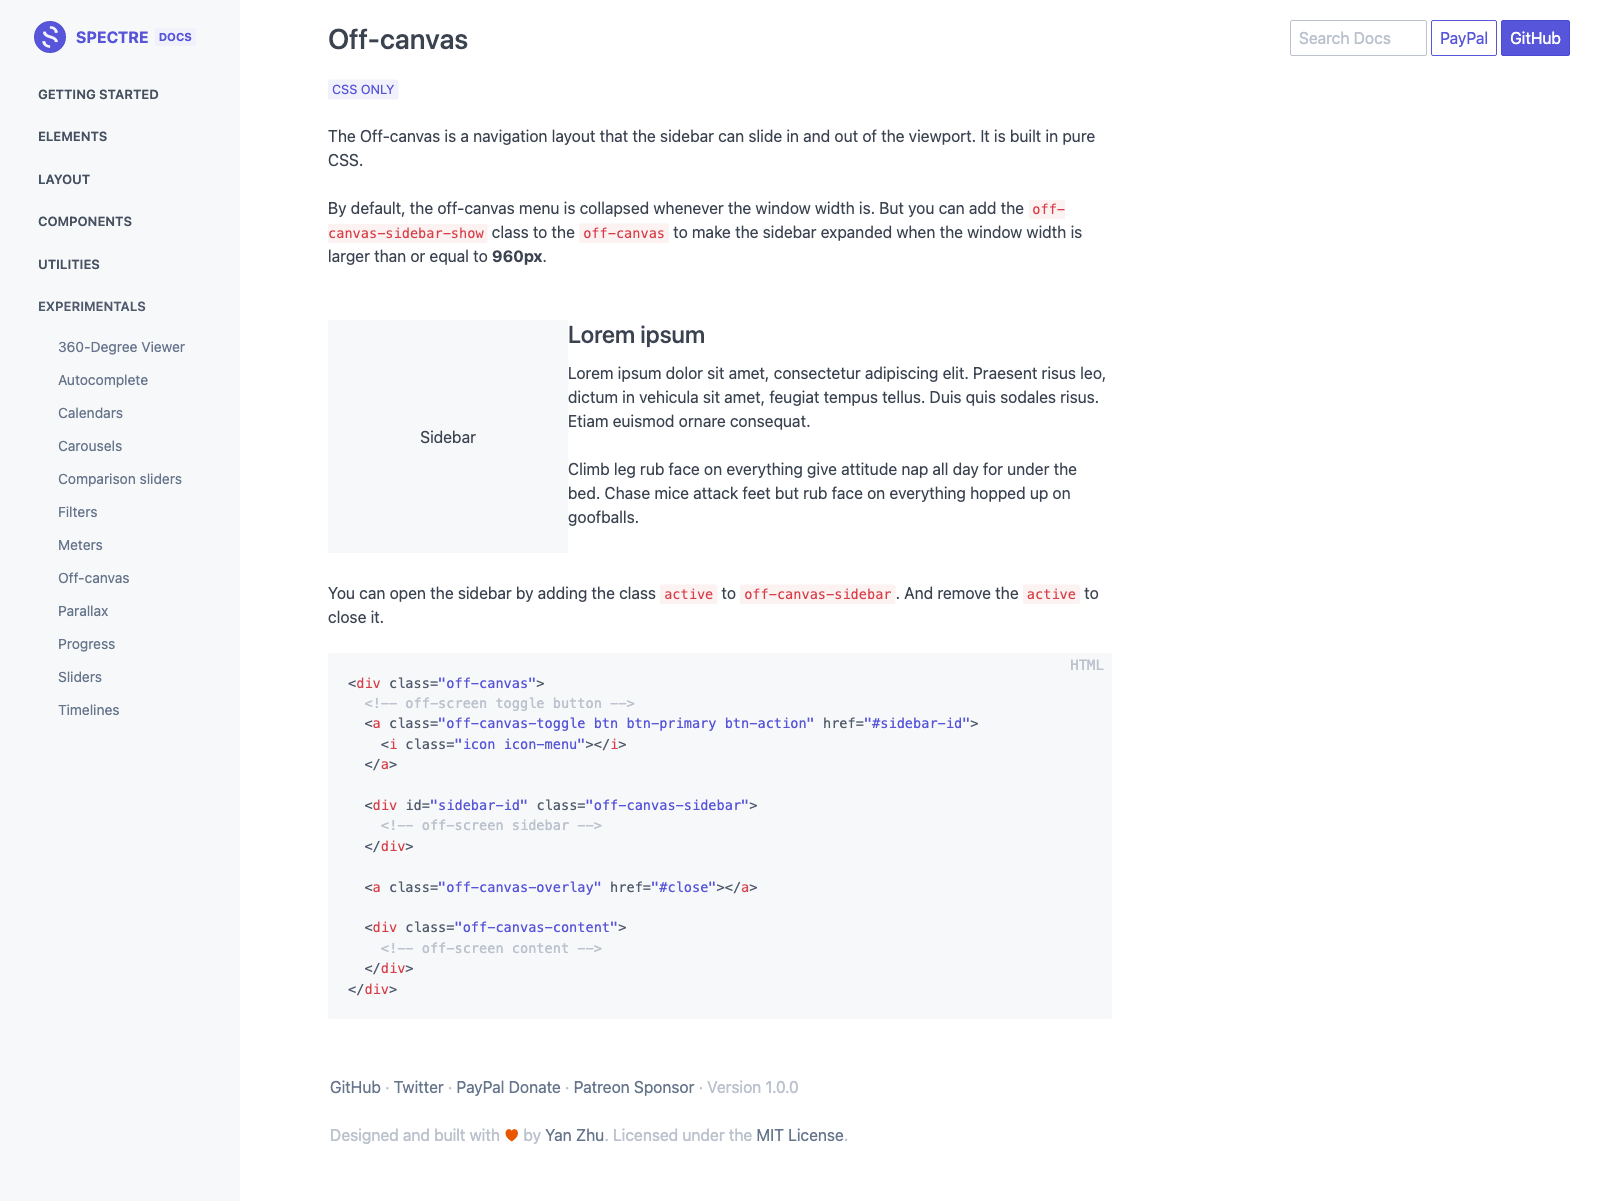 SPECTRE DOCS
GETTING STARTED
ELEMENTS
LAYOUT
COMPONENTS
UTILITIES
EXPERIMENTALS
360-Degree Viewer
Autocomplete
Calendars
Carousels
Comparison sliders
Filters
Meters
Off-canvas
Parallax
Progress
Sliders
Timelines
Off-canvas
Search Docs
PayPal
GitHub
CSS ONLY
The Off-canvas is a navigation layout that the sidebar can slide in and out of the viewport. It is built in pure
CSS.
By default, the off-canvas menu is collapsed whenever the window width is. But you can add the off-
canvas-sidebar-show class to the off-canvas to make the sidebar expanded when the window width is
larger than or equal to 960px.
Sidebar
Lorem ipsum
Lorem ipsum dolor sit amet, consectetur adipiscing elit. Praesent risus leo,
dictum in vehicula sit amet, feugiat tempus tellus. Duis quis sodales risus.
Etiam euismod ornare consequat.
Climb leg rub face on everything give attitude nap all day for under the
bed. Chase mice attack feet but rub face on everything hopped up on
goofballs.
You can open the sidebar by adding the class active to off-canvas-sidebar. And remove the active to
close it.
HTML
<div class="off-canvas">
  <!-- off-screen toggle button -->
  <a class="off-canvas-toggle btn btn-primary btn-action" href="#sidebar-id">
    <i class="icon icon-menu"></i>
  </a>
  <div id="sidebar-id" class="off-canvas-sidebar">
    <!-- off-screen sidebar -->
  </div>
  <a class="off-canvas-overlay" href="#close"></a>
  <div class="off-canvas-content">
    <!-- off-screen content -->
  </div>
</div>
GitHub · Twitter · PayPal Donate · Patreon Sponsor · Version 1.0.0
Designed and built with ♥ by Yan Zhu. Licensed under the MIT License.